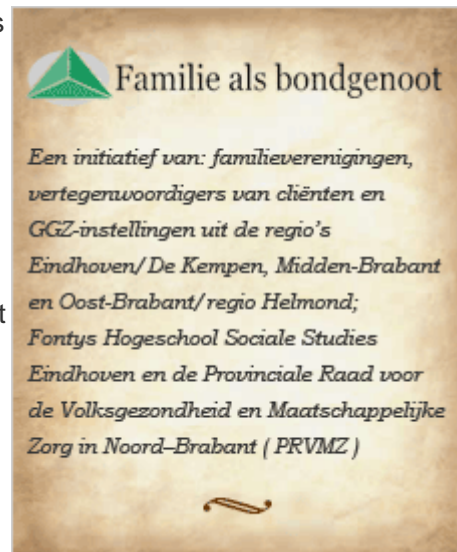 s
Familie als bondgenoot
Een initiatief van: familieverenigingen,
vertegenwoordigers van cliënten en
GGZ-instellingen uit de regio's
Eindhoven/De Kempen, Midden-Brabant
t
en Oost-Brabant/regio Helmond;
Fontys Hogeschool Sociale Studies
Eindhoven en de Provinciale Raad voor
de Volksgezondheid en Maatschappelijke
Zorg in Noord–Brabant ( PRVMZ )